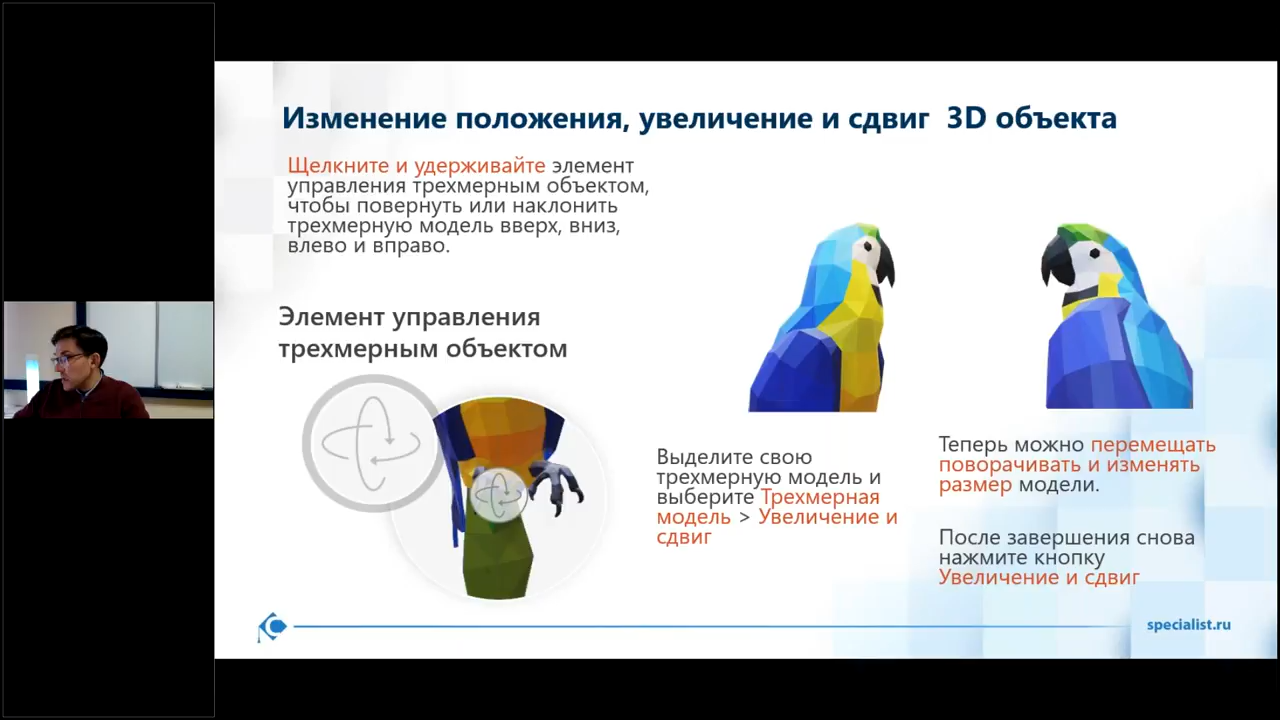 Изменение положения, увеличение и сдвиг 3D объекта
Щелкните и удерживайте элемент
управления трехмерным объектом,
чтобы повернуть или наклонить
трехмерную модель вверх, вниз,
влево и вправо.
Элемент управления
трехмерным объектом
Выделите свою
трехмерную модель и
выберите Трехмерная
модель > Увеличение и
сдвиг
Теперь можно перемещать
поворачивать и изменять
размер модели.
После завершения снова
нажмите кнопку
Увеличение и сдвиг
specialist.ru